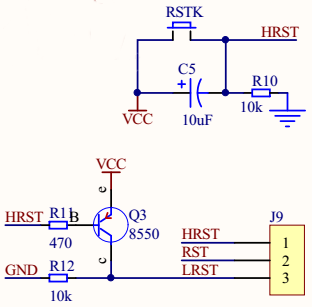 RSTK
HRST
C5
+
R10
VCC
10uF
10k
VCC
e
HRST
R11
B
Q3
470
8550
J9
HRST
1
c
RST
2
GND
R12
LRST
3
10k